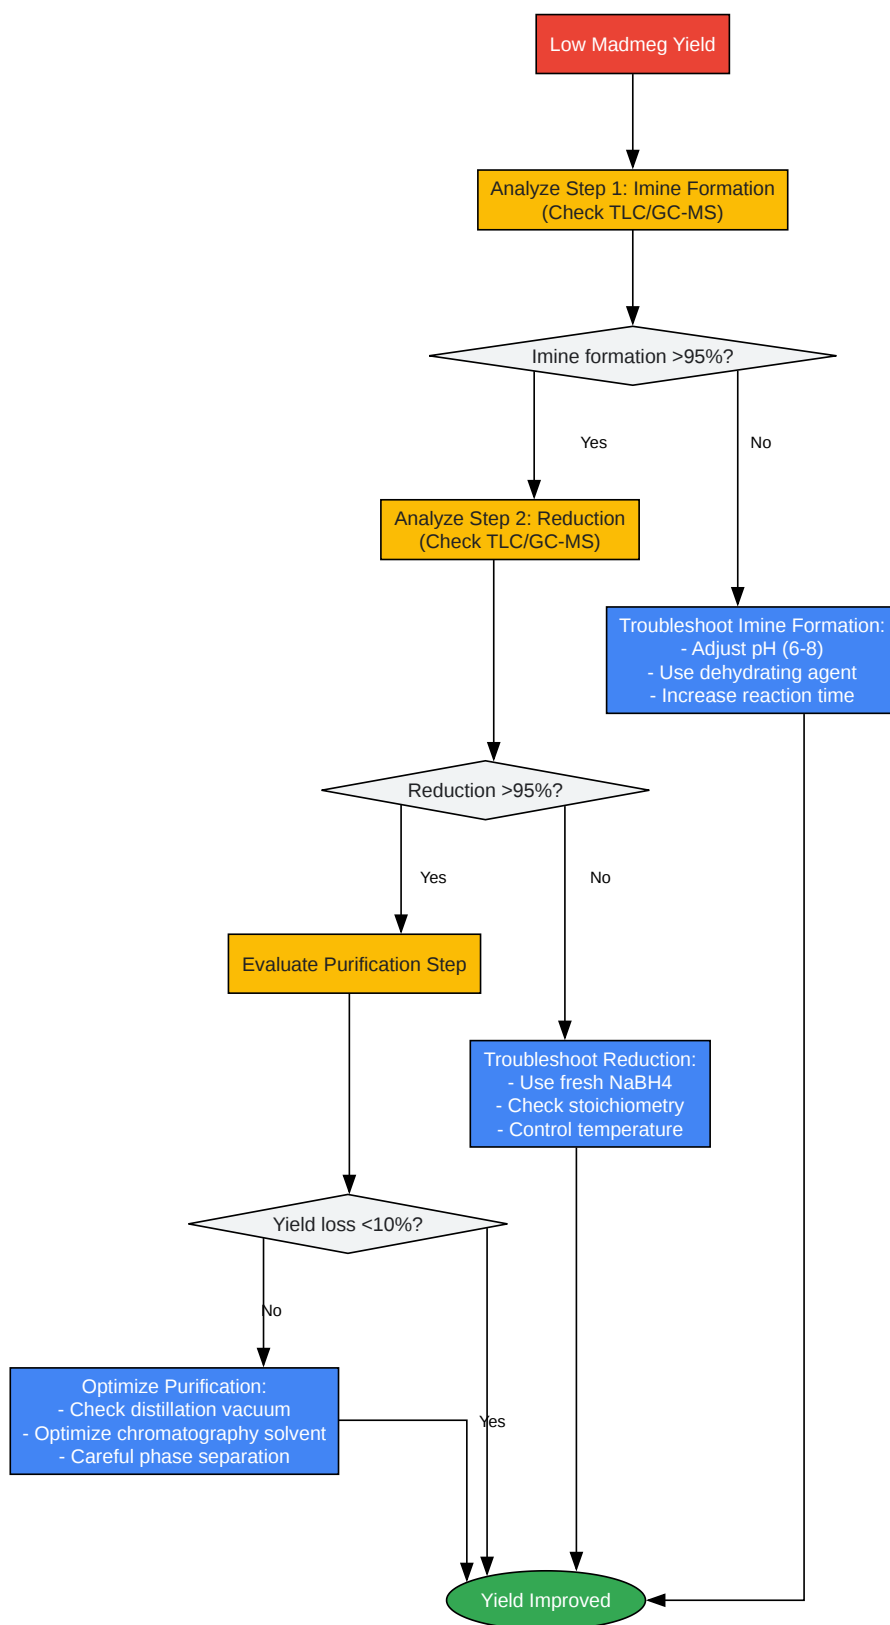 Low Madmeg Yield
Analyze Step 1: Imine Formation
(Check TLC/GC-MS)
Imine formation >95%?
Yes
No
Analyze Step 2: Reduction
(Check TLC/GC-MS)
Troubleshoot Imine Formation:
- Adjust pH (6-8)
- Use dehydrating agent
- Increase reaction time
Reduction >95%?
Yes
No
Evaluate Purification Step
Troubleshoot Reduction:
- Use fresh NaBH4
- Check stoichiometry
- Control temperature
Yield loss <10%?
No
Optimize Purification:
- Check distillation vacuum
- Optimize chromatography solvent
- Careful phase separation
Yes
Yield Improved